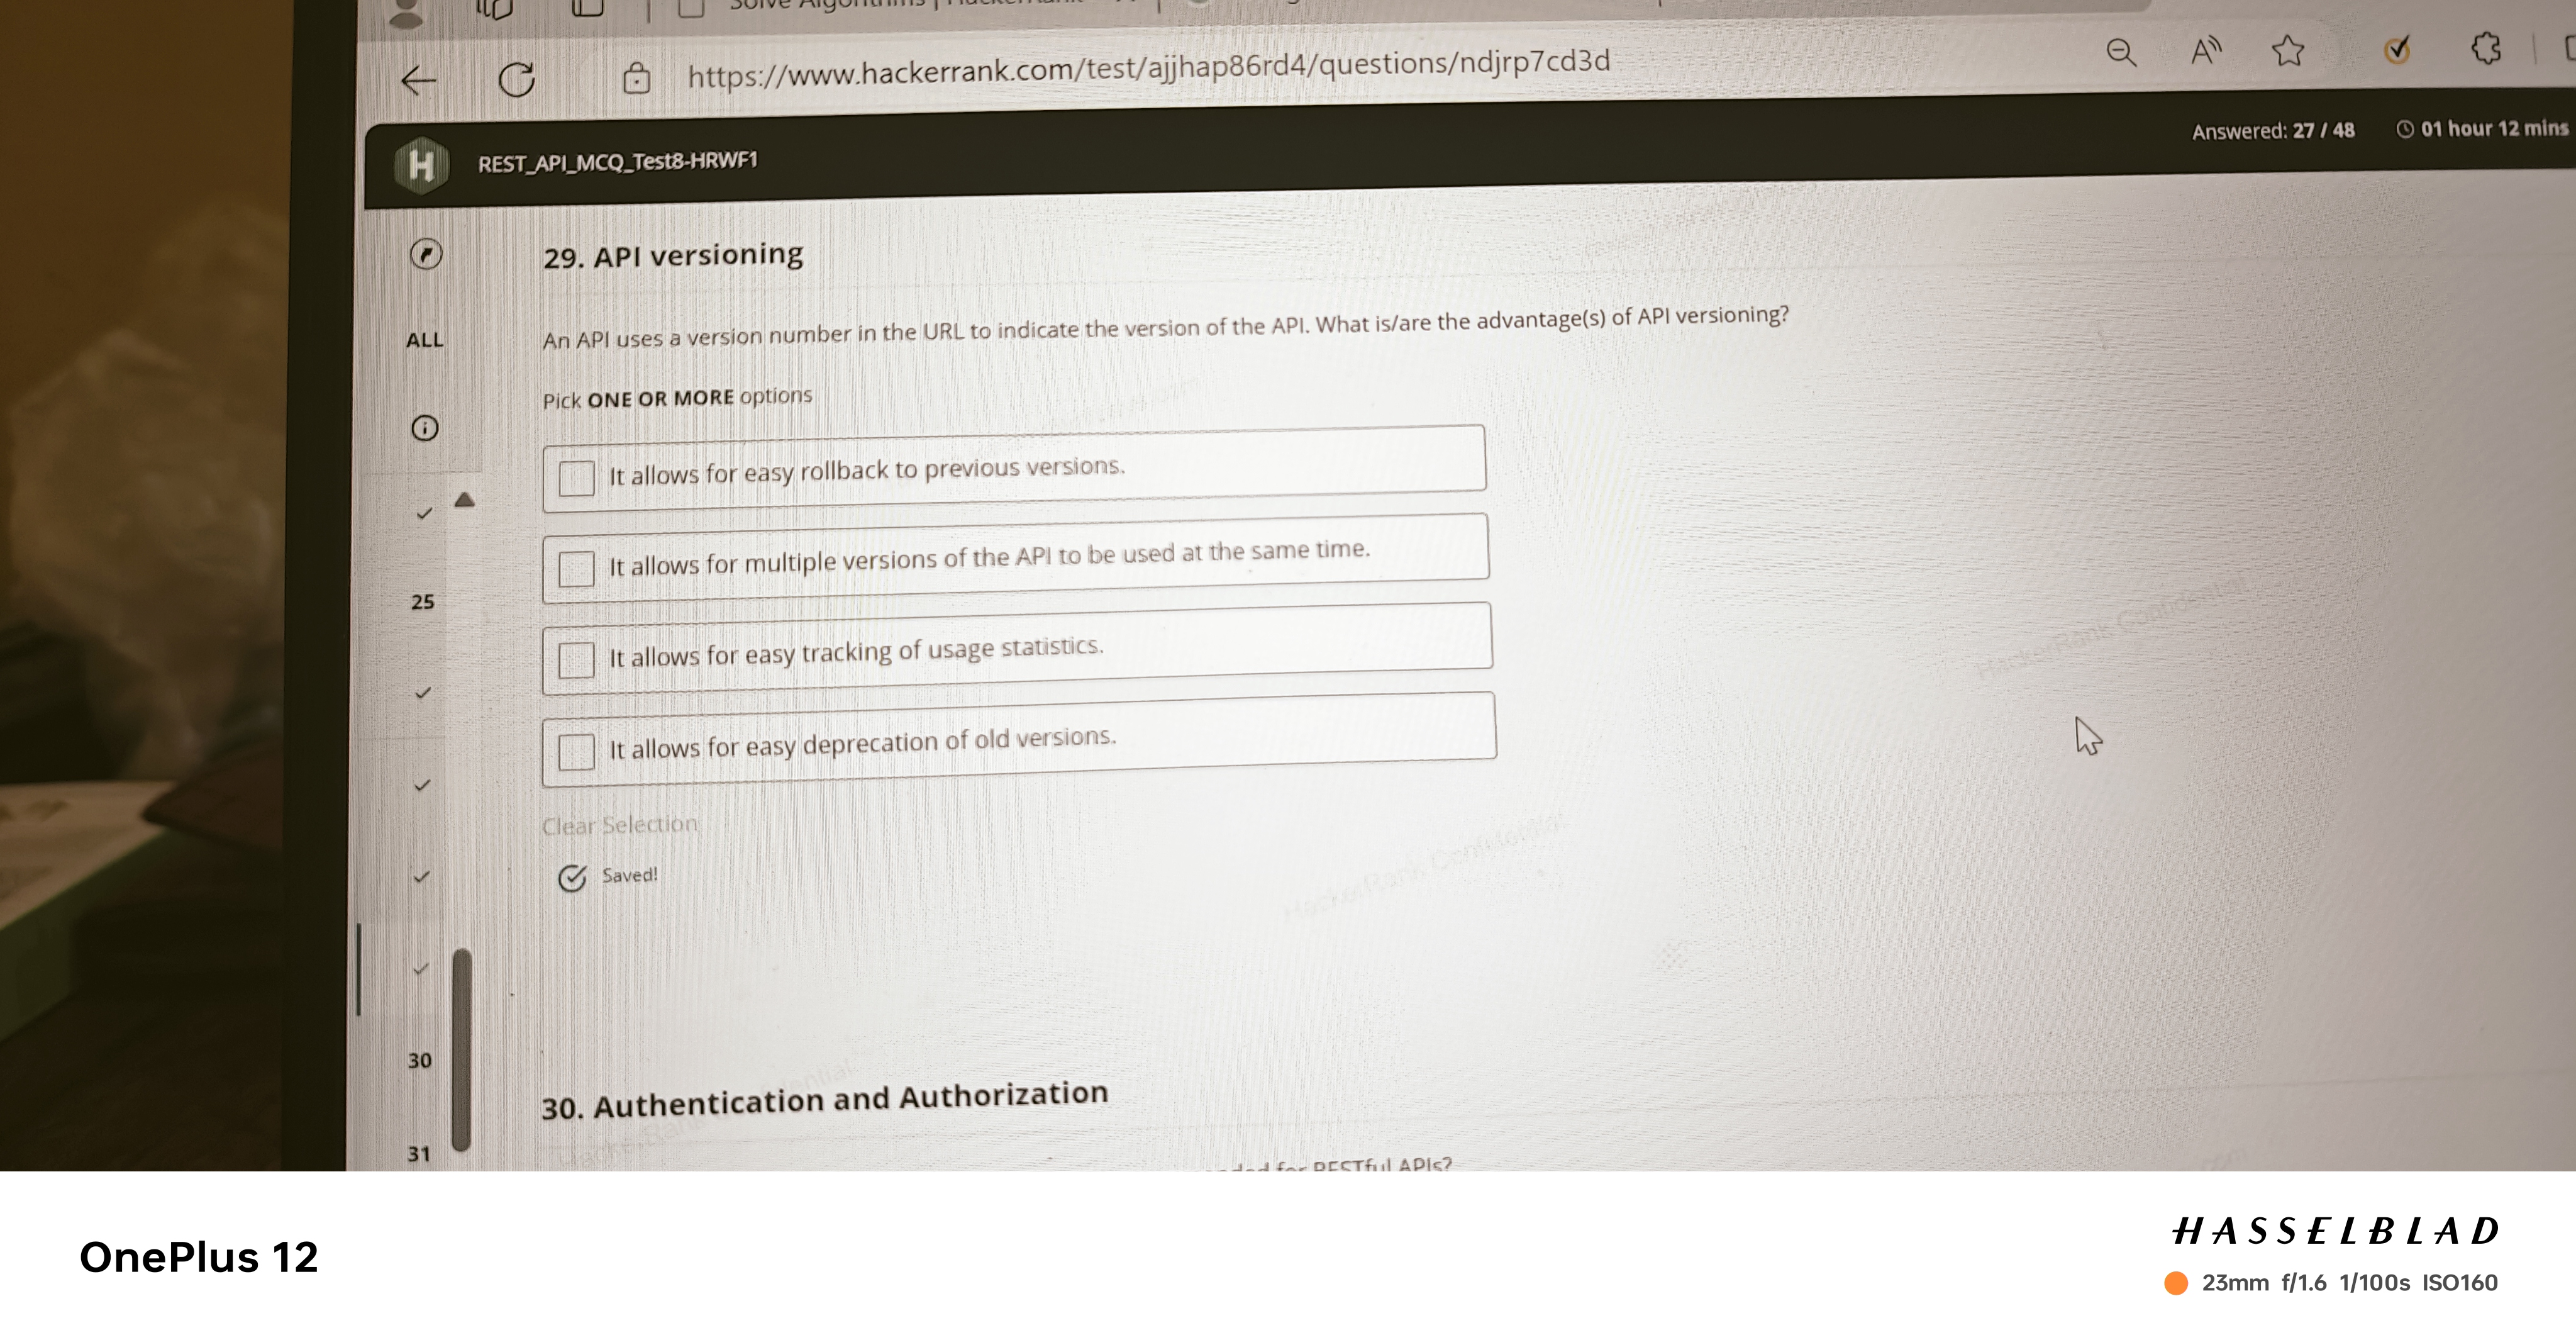 Solve Algorithms | HackerRank
https://www.hackerrank.com/test/ajjhap86rd4/questions/ndjrp7cd3d
REST_API_MCQ_Test8-HRWF1
Answered: 27 / 48
01 hour 12 mins
29. API versioning
ALL
An API uses a version number in the URL to indicate the version of the API. What is/are the advantage(s) of API versioning?
Pick ONE OR MORE options
It allows for easy rollback to previous versions.
It allows for multiple versions of the API to be used at the same time.
25
It allows for easy tracking of usage statistics.
HackerRank Confidential
It allows for easy deprecation of old versions.
Clear Selection
HackerRank Confidential
Saved!
30
30. Authentication and Authorization
31
for RESTful APIs?
OnePlus 12
HASSELBLAD
23mm f/1.6 1/100s ISO160